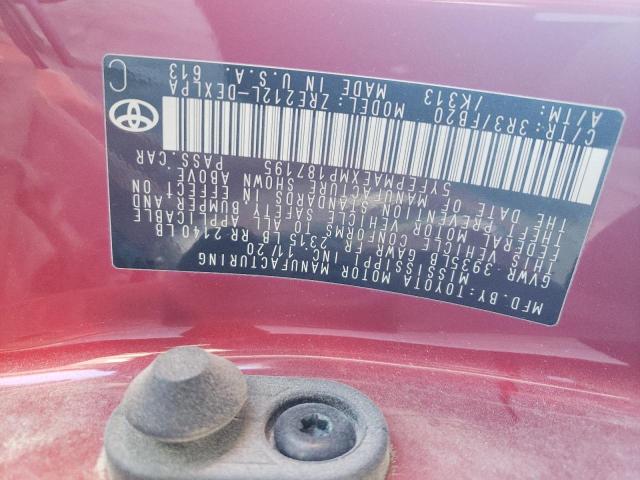 MFD. BY: TOYOTA MOTOR MANUFACTURING
MISSISSIPPI INC. 11/20
GVWR 3935LB GAWR FR 2315 LB RR 2140 LB
THIS VEHICLE CONFORMS TO ALL APPLICABLE
FEDERAL MOTOR VEHICLE SAFETY, BUMPER AND
THEFT PREVENTION STANDARDS IN EFFECT ON
THE DATE OF MANUFACTURE SHOWN ABOVE.
5YFEPMAEXMP187195 PASS. CAR
C/TR: 3R3/FB20 MODEL: ZRE212L-DEXLPA
A/TM: /K313 MADE IN U.S.A. 613
C